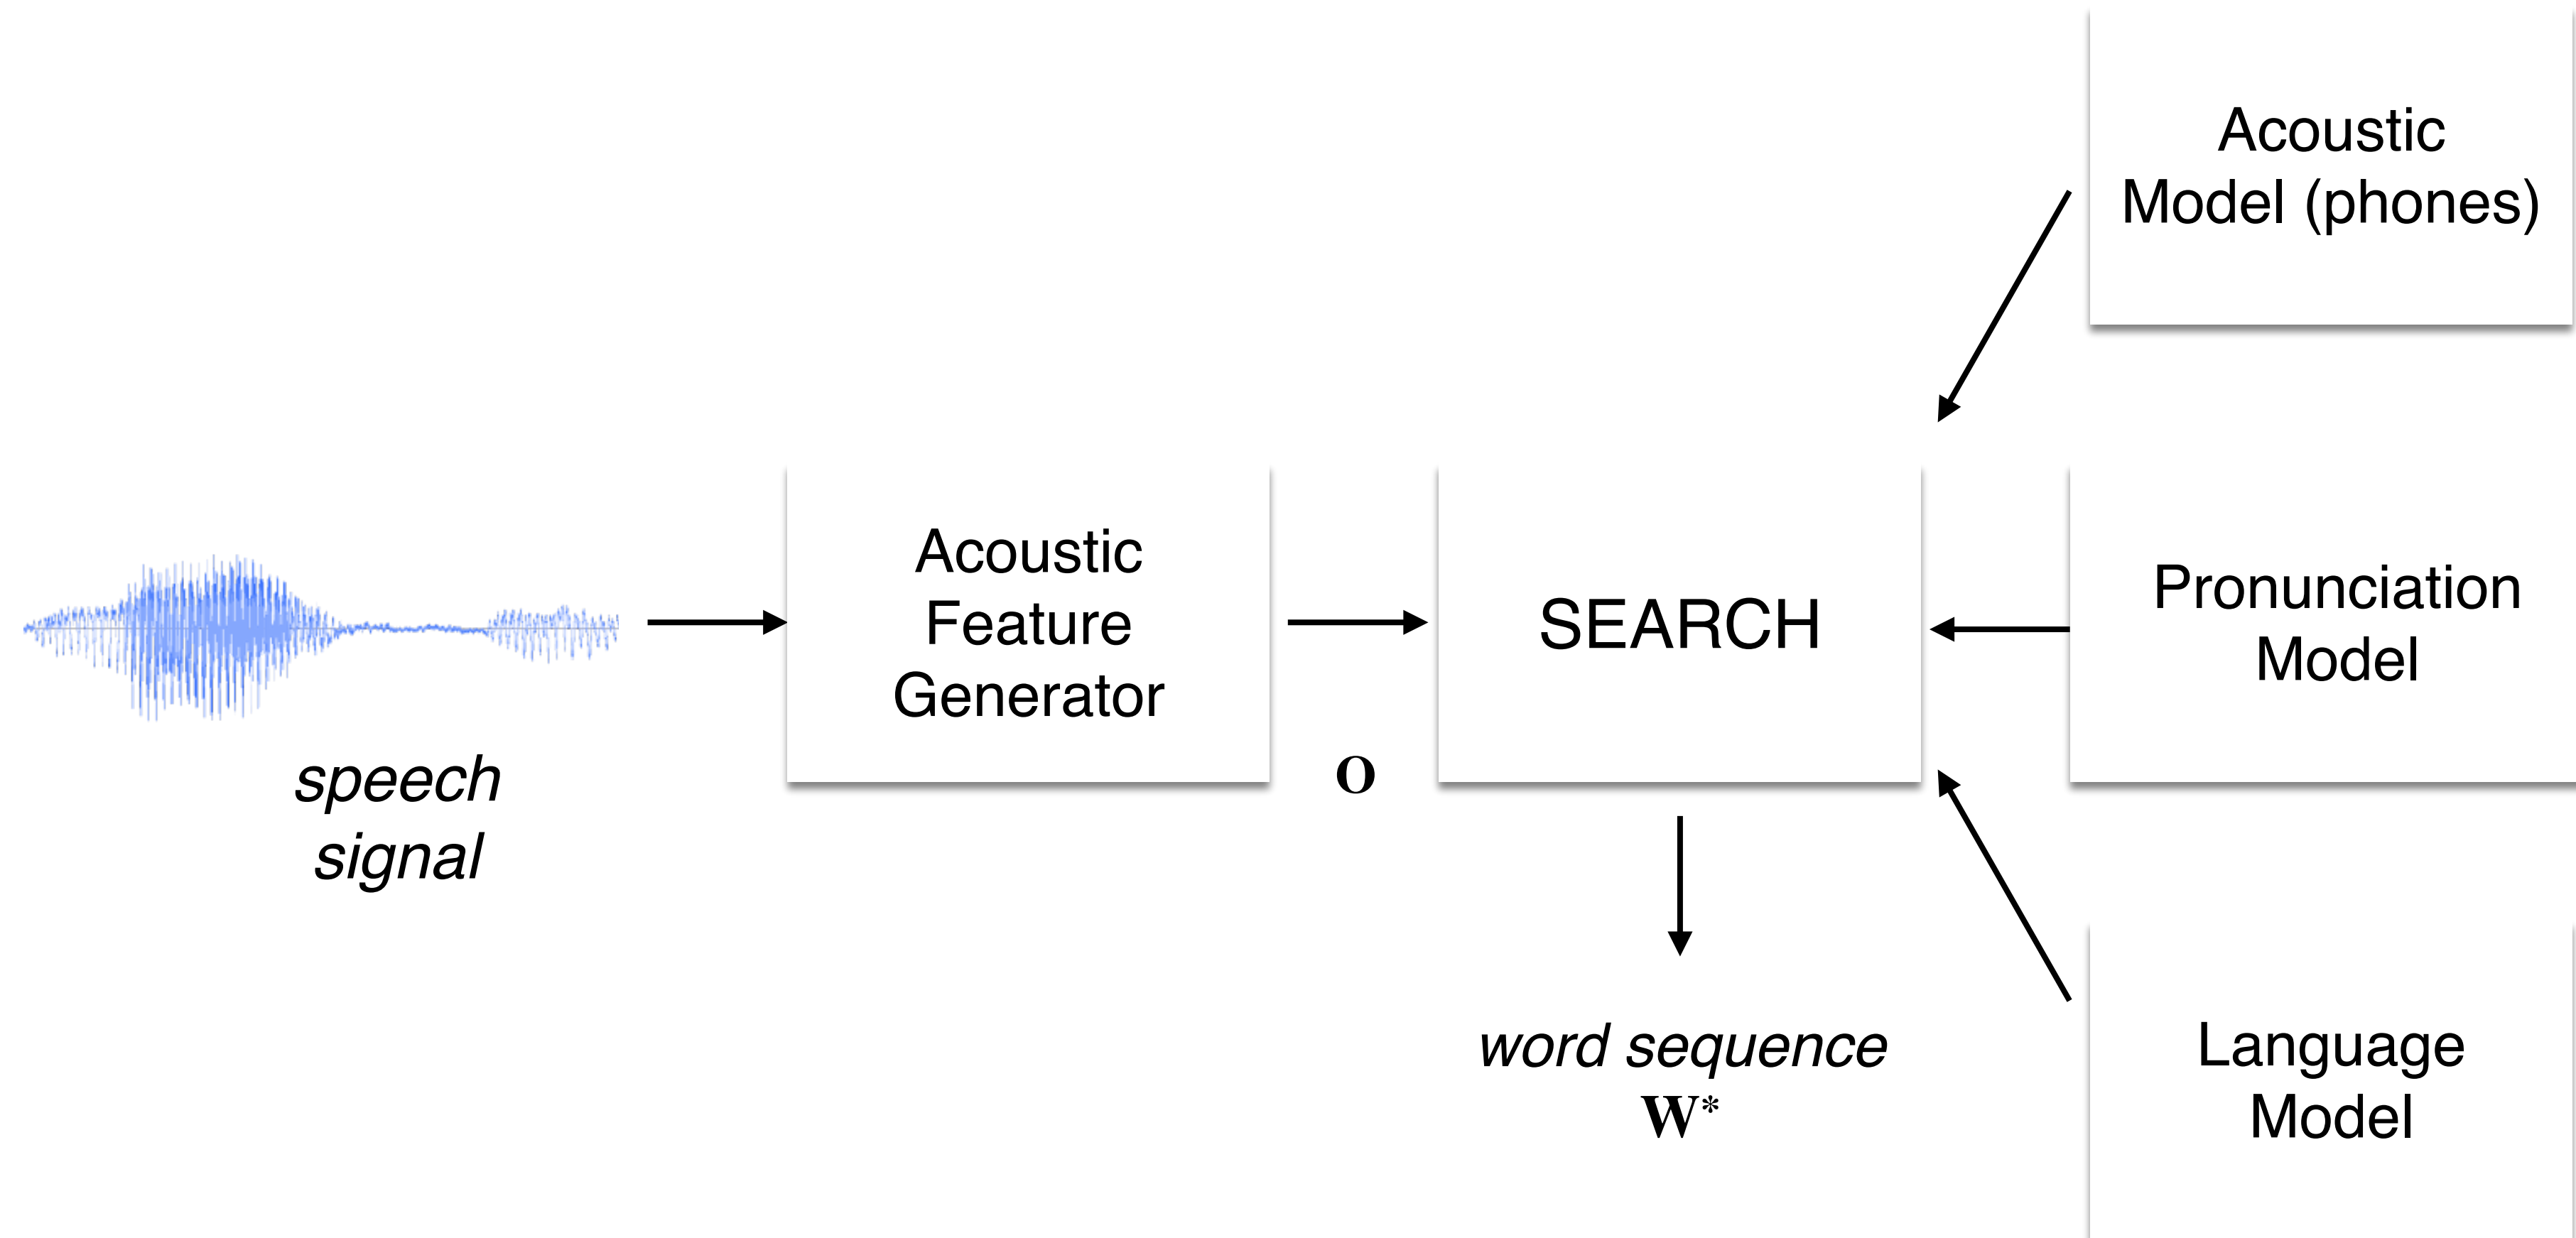 Acoustic
Model (phones)
Acoustic
Feature
Generator
SEARCH
Pronunciation
Model
speech
signal
O
word sequence
W*
Language
Model